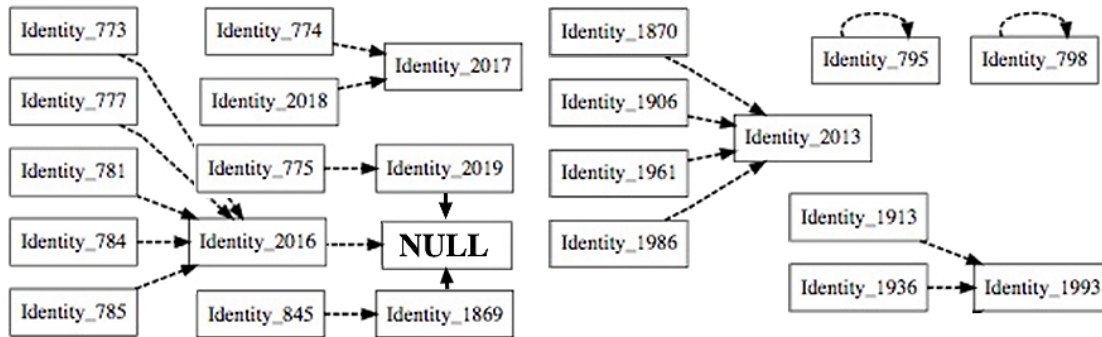 Identity_773
Identity_777
Identity_781
Identity_784
Identity_785
Identity_774
Identity_2018
Identity_2017
Identity_775
Identity_2019
Identity_2016
NULL
Identity_845
Identity_1869
Identity_1870
Identity_1906
Identity_1961
Identity_1986
Identity_2013
Identity_795
Identity_798
Identity_1913
Identity_1936
Identity_1993